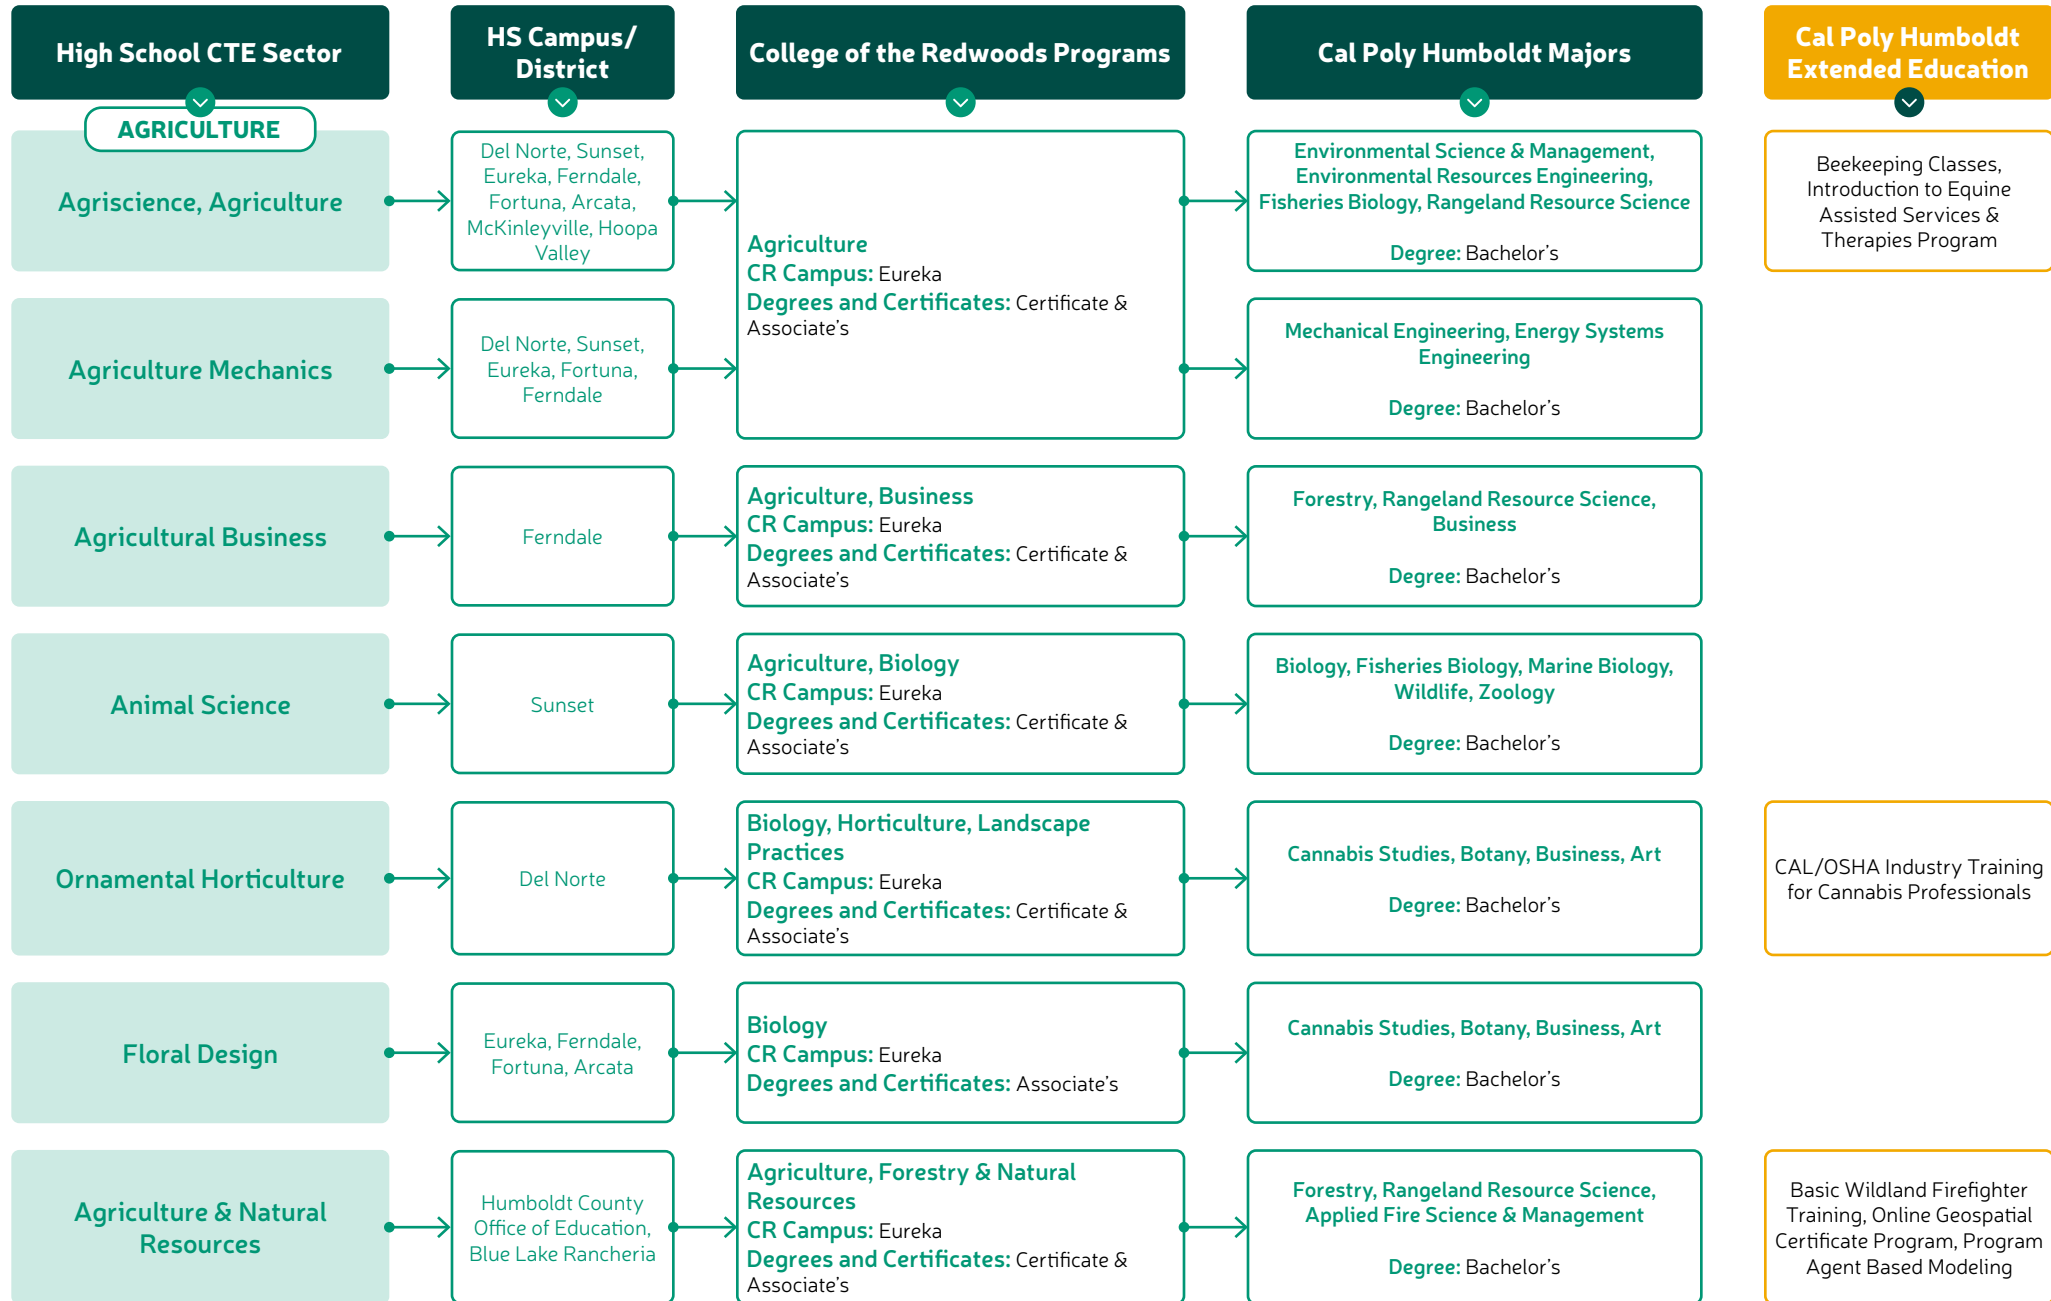 High School CTE Sector
HS Campus/
District
College of the Redwoods Programs
Cal Poly Humboldt Majors
Cal Poly Humboldt
Extended Education
AGRICULTURE
Agriscience, Agriculture
Del Norte, Sunset,
Eureka, Ferndale,
Fortuna, Arcata,
McKinleyville, Hoopa
Valley
Agriculture
CR Campus: Eureka
Degrees and Certificates: Certificate &
Associate's
Environmental Science & Management,
Environmental Resources Engineering,
Fisheries Biology, Rangeland Resource Science
Degree: Bachelor's
Beekeeping Classes,
Introduction to Equine
Assisted Services &
Therapies Program
Agriculture Mechanics
Del Norte, Sunset,
Eureka, Fortuna,
Ferndale
Mechanical Engineering, Energy Systems
Engineering
Degree: Bachelor's
Agricultural Business
Ferndale
Agriculture, Business
CR Campus: Eureka
Degrees and Certificates: Certificate &
Associate's
Forestry, Rangeland Resource Science,
Business
Degree: Bachelor's
Animal Science
Sunset
Agriculture, Biology
CR Campus: Eureka
Degrees and Certificates: Certificate &
Associate's
Biology, Fisheries Biology, Marine Biology,
Wildlife, Zoology
Degree: Bachelor's
Ornamental Horticulture
Del Norte
Biology, Horticulture, Landscape
Practices
CR Campus: Eureka
Degrees and Certificates: Certificate &
Associate's
Cannabis Studies, Botany, Business, Art
Degree: Bachelor's
CAL/OSHA Industry Training
for Cannabis Professionals
Floral Design
Eureka, Ferndale,
Fortuna, Arcata
Biology
CR Campus: Eureka
Degrees and Certificates: Associate's
Cannabis Studies, Botany, Business, Art
Degree: Bachelor's
Agriculture & Natural
Resources
Humboldt County
Office of Education,
Blue Lake Rancheria
Agriculture, Forestry & Natural
Resources
CR Campus: Eureka
Degrees and Certificates: Certificate &
Associate's
Forestry, Rangeland Resource Science,
Applied Fire Science & Management
Degree: Bachelor's
Basic Wildland Firefighter
Training, Online Geospatial
Certificate Program, Program
Agent Based Modeling